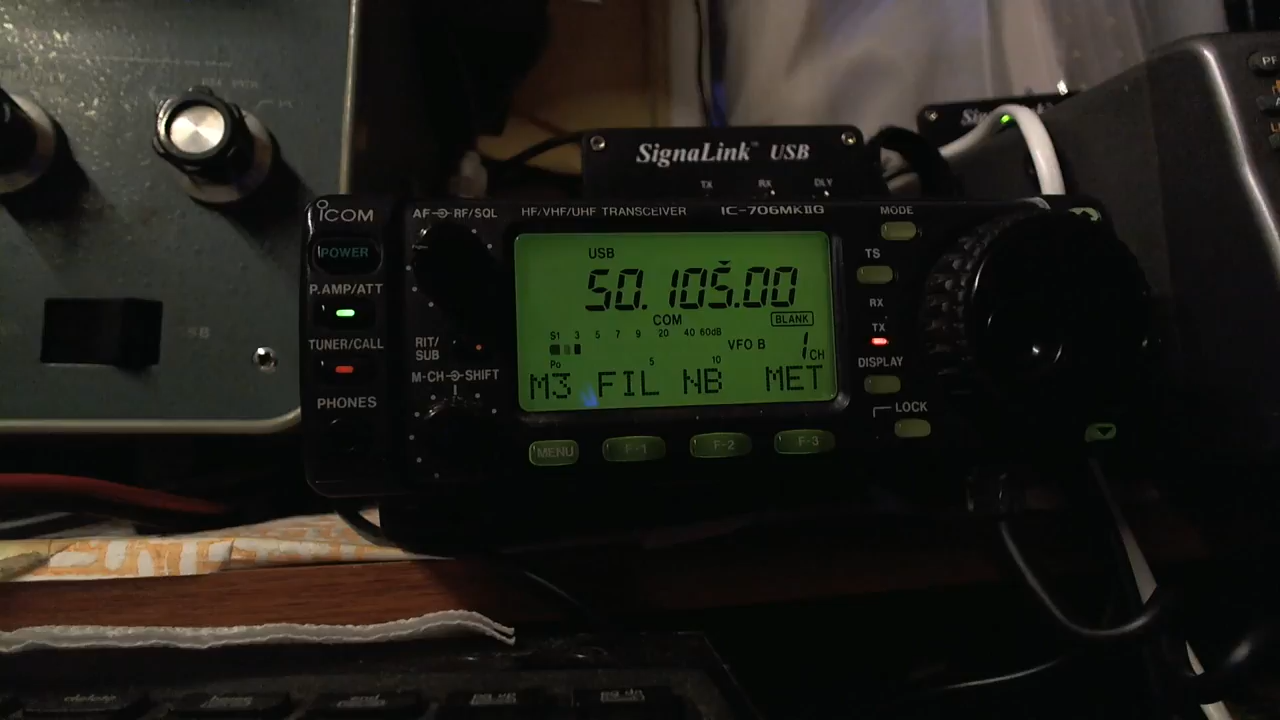 SignaLink™ USB
TX RX DLY
ICOM
AF RF/SQL
HF/VHF/UHF TRANSCEIVER
IC-706MKIIG
MODE
POWER
USB
TS
50.105.00
P.AMP/ATT
COM
BLANK
RX
S1 3 5 7 9 20 40 60dB
TX
TUNER/CALL
RIT/
SUB
VFO B
1CH
Po 5 10
DISPLAY
M-CH SHIFT
M3 FIL NB MET
PHONES
LOCK
MENU F-1 F-2 F-3